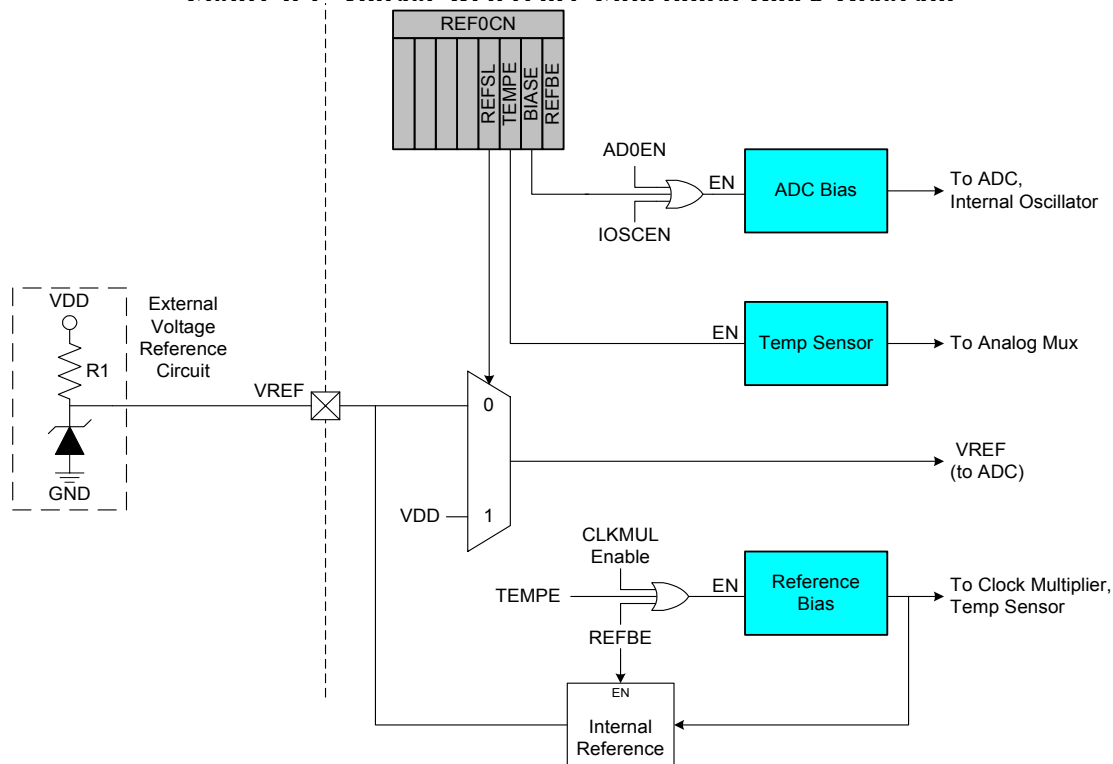 REF0CN
REFSL
TEMPE
BIASE
REFBE
AD0EN
EN
ADC Bias
To ADC,
Internal Oscillator
IOSCEN
VDD
R1
GND
External
Voltage
Reference
Circuit
EN
Temp Sensor
To Analog Mux
VREF
0
VREF
(to ADC)
VDD
1
CLKMUL
Enable
TEMPE
EN
Reference
Bias
To Clock Multiplier,
Temp Sensor
REFBE
EN
Internal
Reference